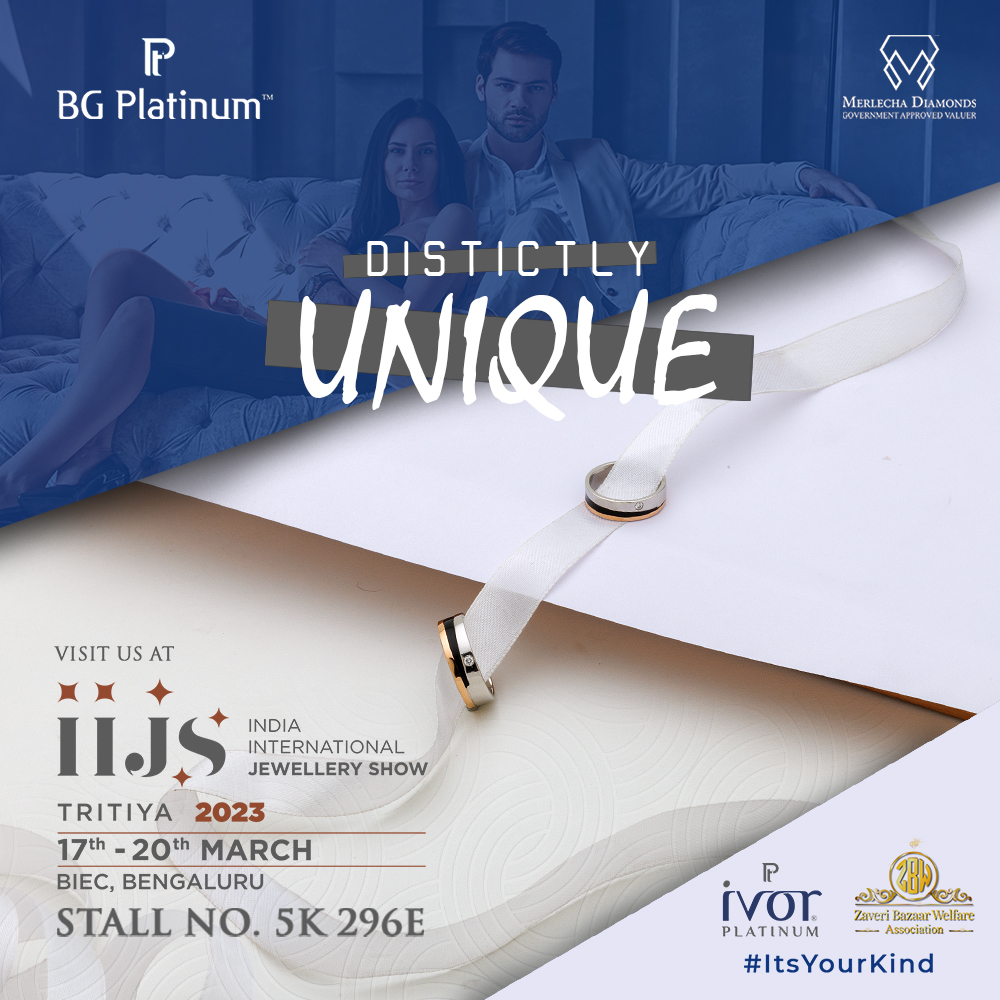 BG Platinum™
MERLECHA DIAMONDS
GOVERNMENT APPROVED VALUER
DISTICTLY
UNIQUE
VISIT US AT
IIJS
INDIA
INTERNATIONAL
JEWELLERY SHOW
TRITIYA 2023
17th - 20th MARCH
BIEC, BENGALURU
STALL NO. 5K 296E
ivor®
PLATINUM
ZBW
Zaveri Bazaar Welfare
Association
#ItsYourKind